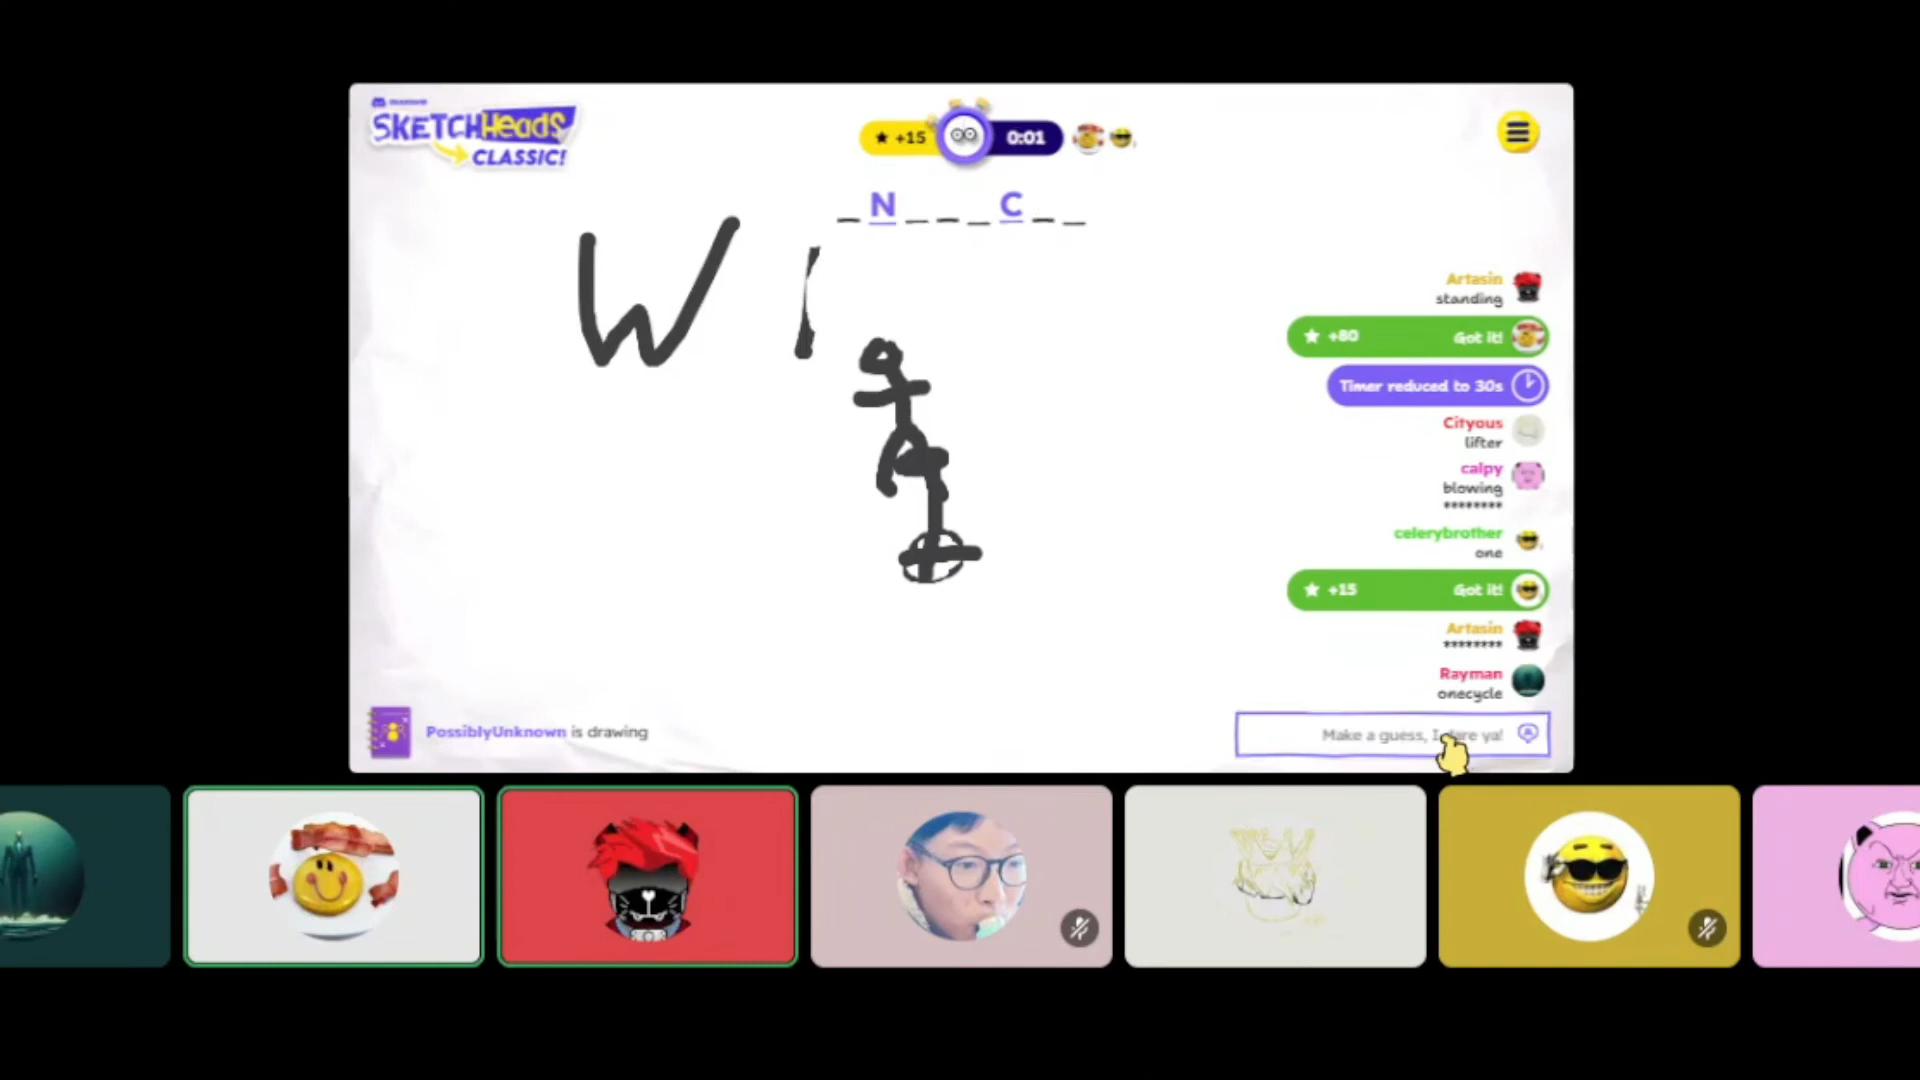 SKETCHHeads
CLASSIC!
+15
0:01
_ N _ _ _ C _ _
W I
Artasin
standing
+80 Got it!
Timer reduced to 30s
Cityous
lifter
calpy
blowing
********
celerybrother
one
+15 Got it!
Artasin
********
Rayman
onecycle
PossiblyUnknown is drawing
Make a guess, I dare ya!